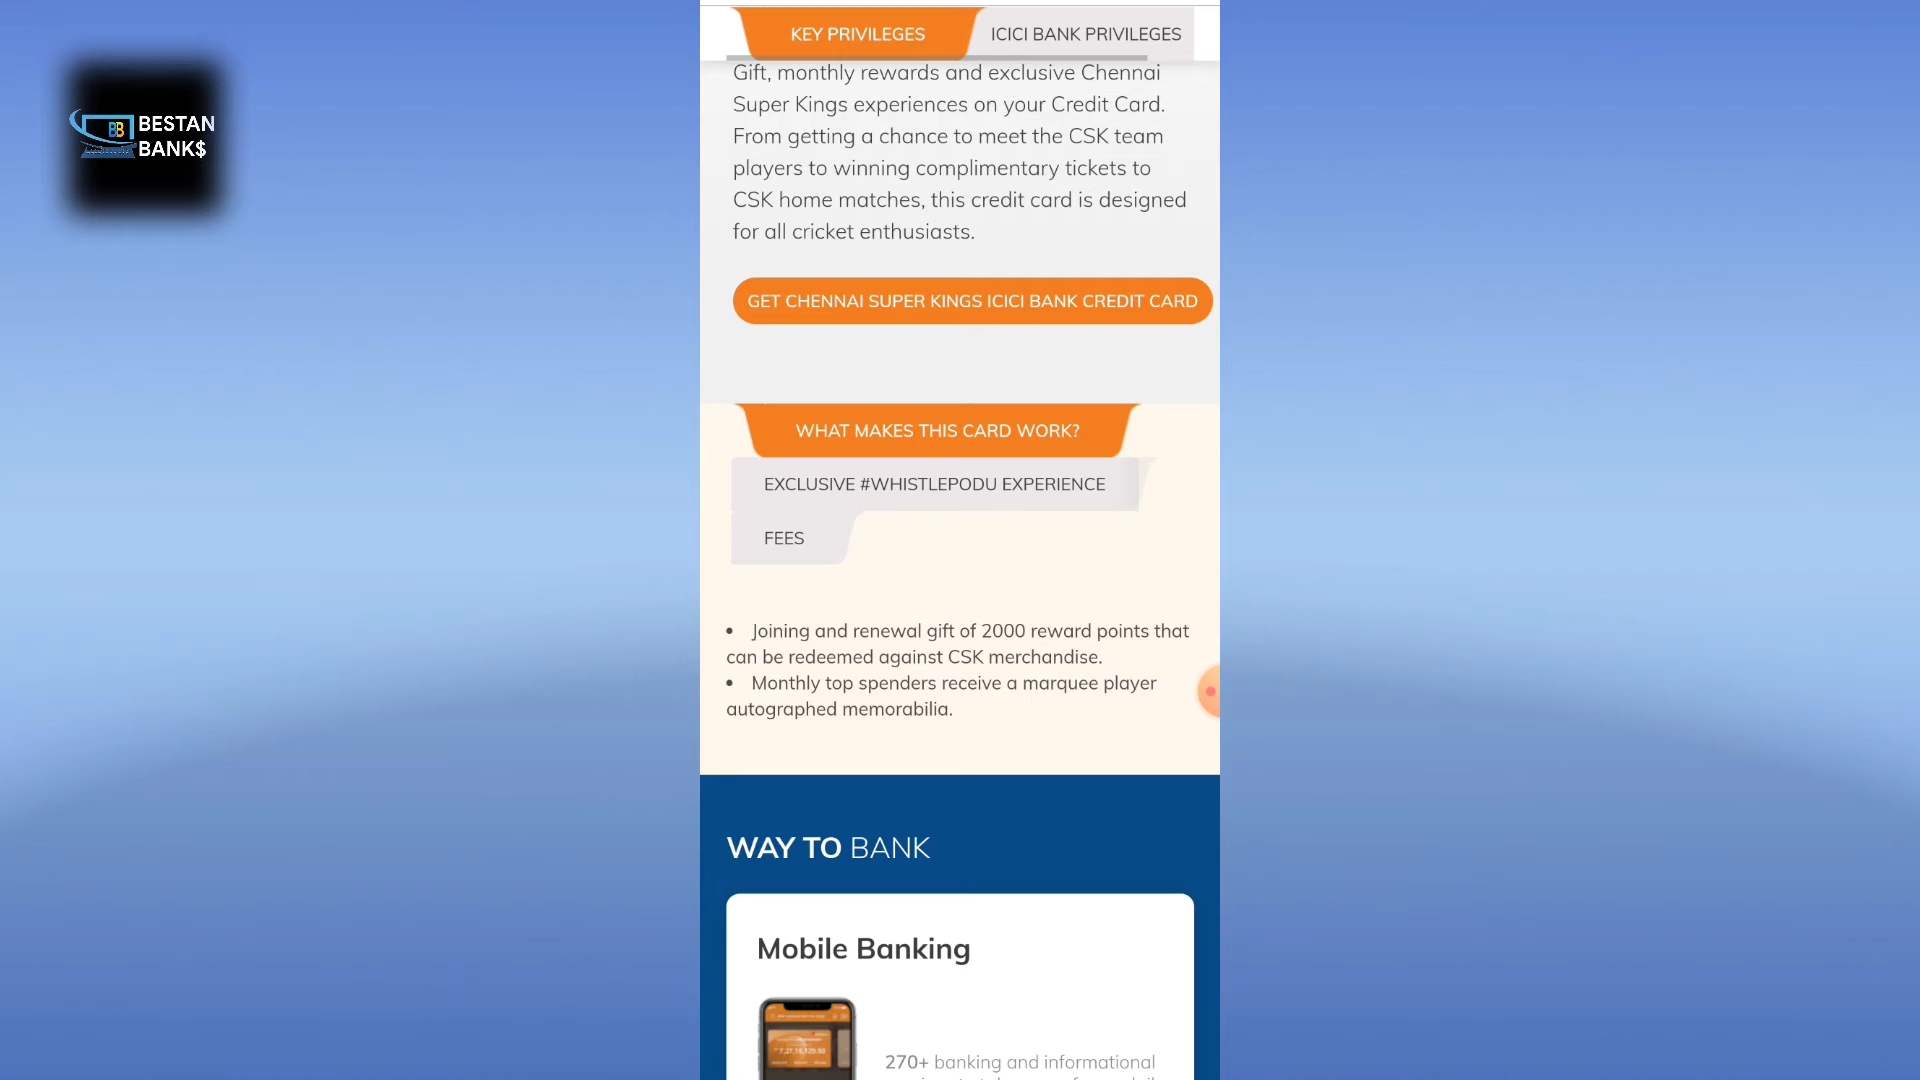 BESTAN
BANK$
KEY PRIVILEGES
ICICI BANK PRIVILEGES
Gift, monthly rewards and exclusive Chennai
Super Kings experiences on your Credit Card.
From getting a chance to meet the CSK team
players to winning complimentary tickets to
CSK home matches, this credit card is designed
for all cricket enthusiasts.
GET CHENNAI SUPER KINGS ICICI BANK CREDIT CARD
WHAT MAKES THIS CARD WORK?
EXCLUSIVE #WHISTLEPODU EXPERIENCE
FEES
• Joining and renewal gift of 2000 reward points that
can be redeemed against CSK merchandise.
• Monthly top spenders receive a marquee player
autographed memorabilia.
WAY TO BANK
Mobile Banking
270+ banking and informational